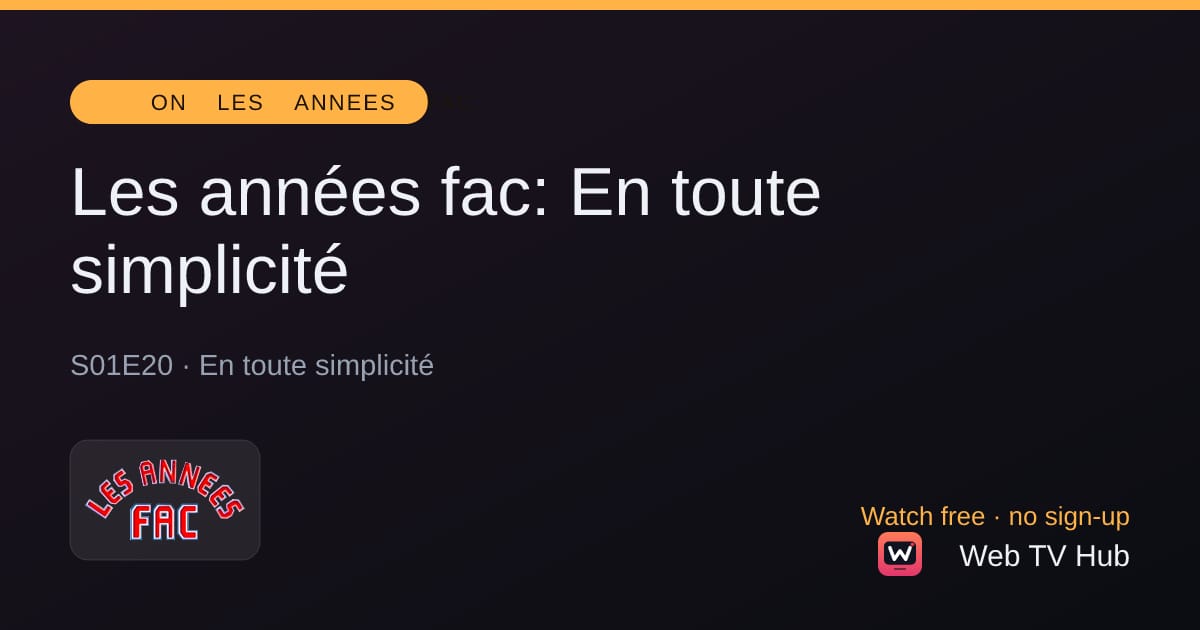 ON LES ANNEES
Les années fac: En toute
simplicité
S01E20 · En toute simplicité
LES ANNEES
FAC
Watch free · no sign-up
W
Web TV Hub